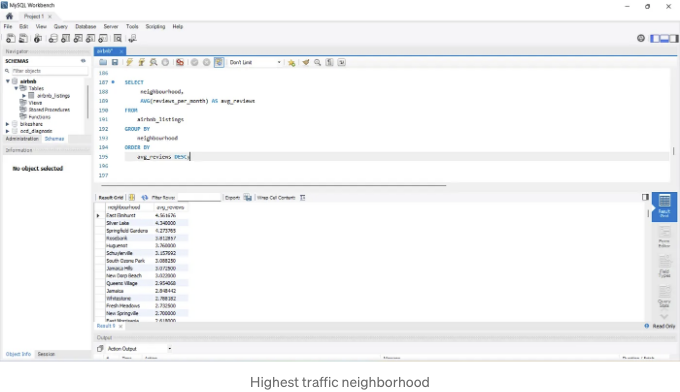 MySQL Workbench
Project 1 ×
File Edit View Query Database Server Tools Scripting Help
Navigator
airbnb* ×
SCHEMAS
Filter objects
Don't Limit
airbnb
Tables
airbnb_listings
Views
Stored Procedures
Functions
bikeshare
Administration Schemas
Information
No object selected
186
187 SELECT
188 neighbourhood,
189 AVG(reviews_per_month) AS avg_reviews
190 FROM
191 airbnb_listings
192 GROUP BY
193 neighbourhood
194 ORDER BY
195 avg_reviews DESC;
196
197
Result Grid Filter Rows: Export: Wrap Cell Content:
neighbourhood avg_reviews
East Elmhurst 4.561676
Silver Lake 4.340000
Springfield Gardens 4.273765
Rosebank 3.812857
Huguenot 3.760000
Schuylerville 3.157692
South Ozone Park 3.088250
Jamaica Hills 3.072500
New Dorp Beach 3.022000
Queens Village 2.954068
Jamaica 2.848442
Whitestone 2.788182
Fresh Meadows 2.732500
New Springville 2.700000
Result Grid
Form Editor
Field Types
Query Stats
Result 5 ×
Read Only
Output
Action Output
Object Info Session
Highest traffic neighborhood